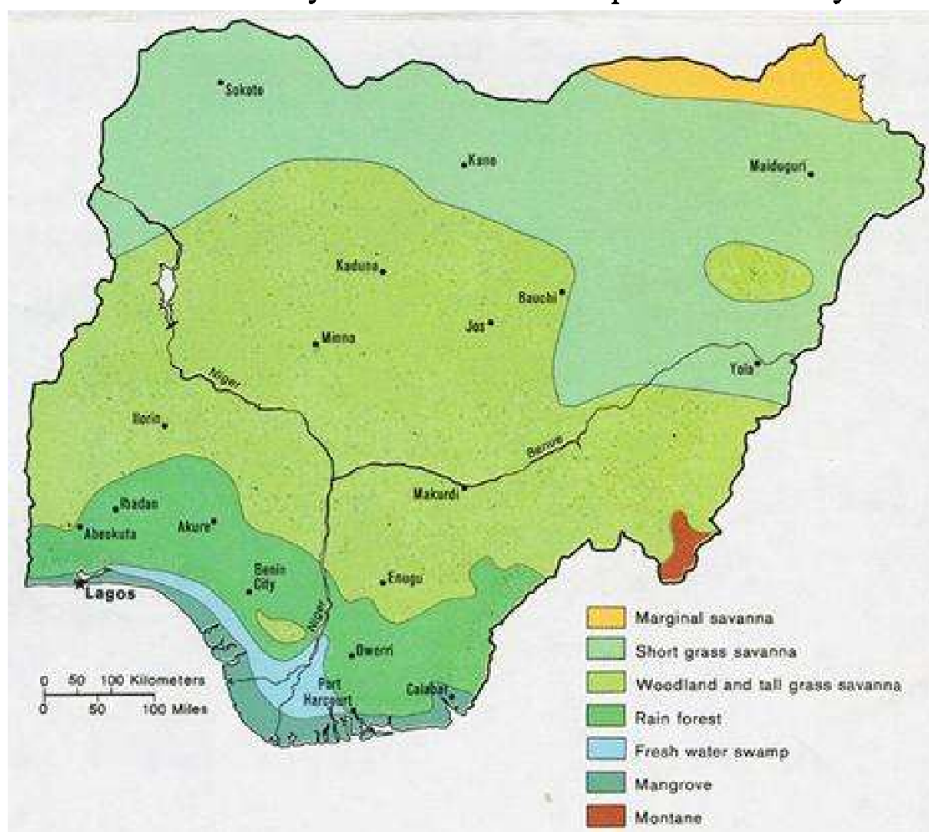 Sokoto
Kano
Maiduguri
Kaduna
Bauchi
Jos
Minna
Yola
Niger
Ilorin
Benue
Makurdi
Ibadan
Akure
Abeokuta
Benin
City
Enugu
Lagos
Niger
Owerri
Port
Harcourt
Calabar
0 50 100 Kilometers
0 50 100 Miles
Marginal savanna
Short grass savanna
Woodland and tall grass savanna
Rain forest
Fresh water swamp
Mangrove
Montane